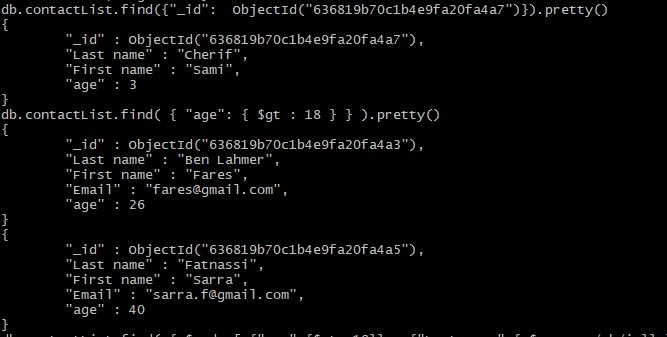 db.contactList.find({"_id":  ObjectId("636819b70c1b4e9fa20fa4a7")}).pretty()
{
        "_id" : ObjectId("636819b70c1b4e9fa20fa4a7"),
        "Last name" : "Cherif",
        "First name" : "Sami",
        "age" : 3
}
db.contactList.find( { "age": { $gt : 18 } } ).pretty()
{
        "_id" : ObjectId("636819b70c1b4e9fa20fa4a3"),
        "Last name" : "Ben Lahmer",
        "First name" : "Fares",
        "Email" : "fares@gmail.com",
        "age" : 26
}
{
        "_id" : ObjectId("636819b70c1b4e9fa20fa4a5"),
        "Last name" : "Fatnassi",
        "First name" : "Sarra",
        "Email" : "sarra.f@gmail.com",
        "age" : 40
}